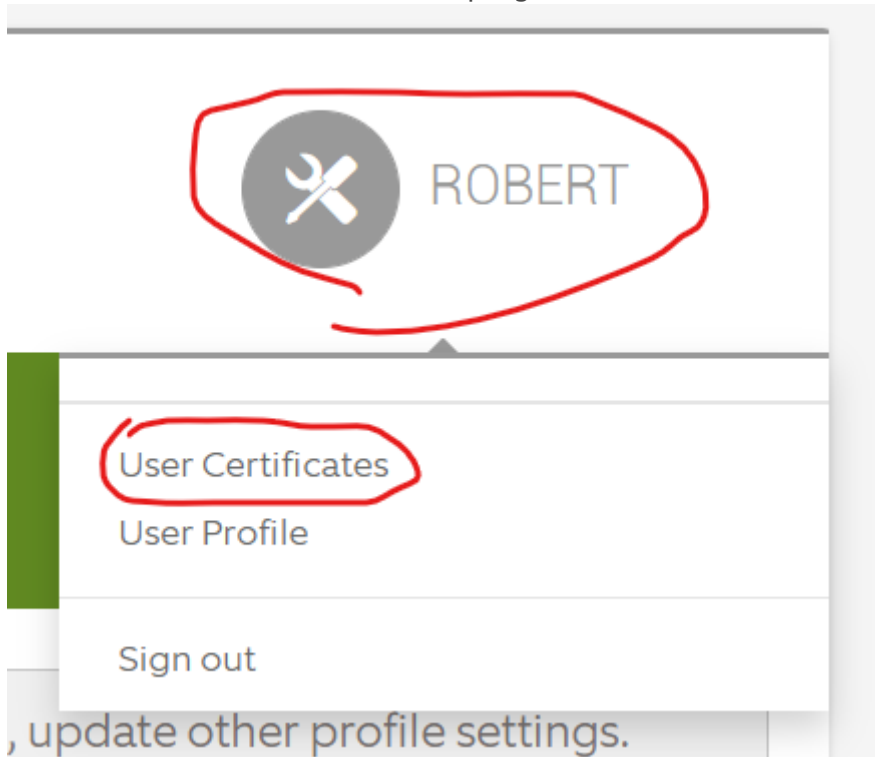 ROBERT
User Certificates
User Profile
Sign out
, update other profile settings.